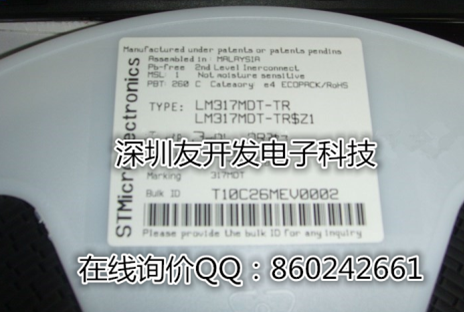 Manufactured under patents or patents pending
Assembled in: MALAYSIA
Pb-free 2nd Level Inerconnect
MSL: 1 Not moisture sensitive
PBT: 260 C Category e4 ECOPACK/RoHS
STMicroelectronics
TYPE: LM317MDT-TR
LM317MDT-TR$Z1
深圳友开发电子科技
Marking 317MDT
Bulk ID T10C26MEV0002
Please provide the bulk ID for any inquiry
在线询价QQ：860242661